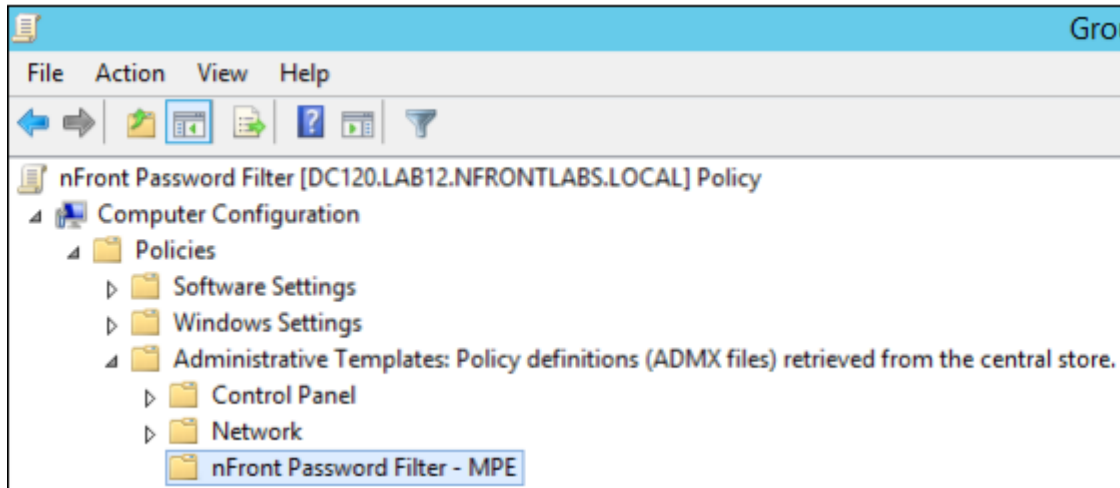 Gro
File Action View Help
nFront Password Filter [DC120.LAB12.NFRONTLABS.LOCAL] Policy
Computer Configuration
Policies
Software Settings
Windows Settings
Administrative Templates: Policy definitions (ADMX files) retrieved from the central store.
Control Panel
Network
nFront Password Filter - MPE